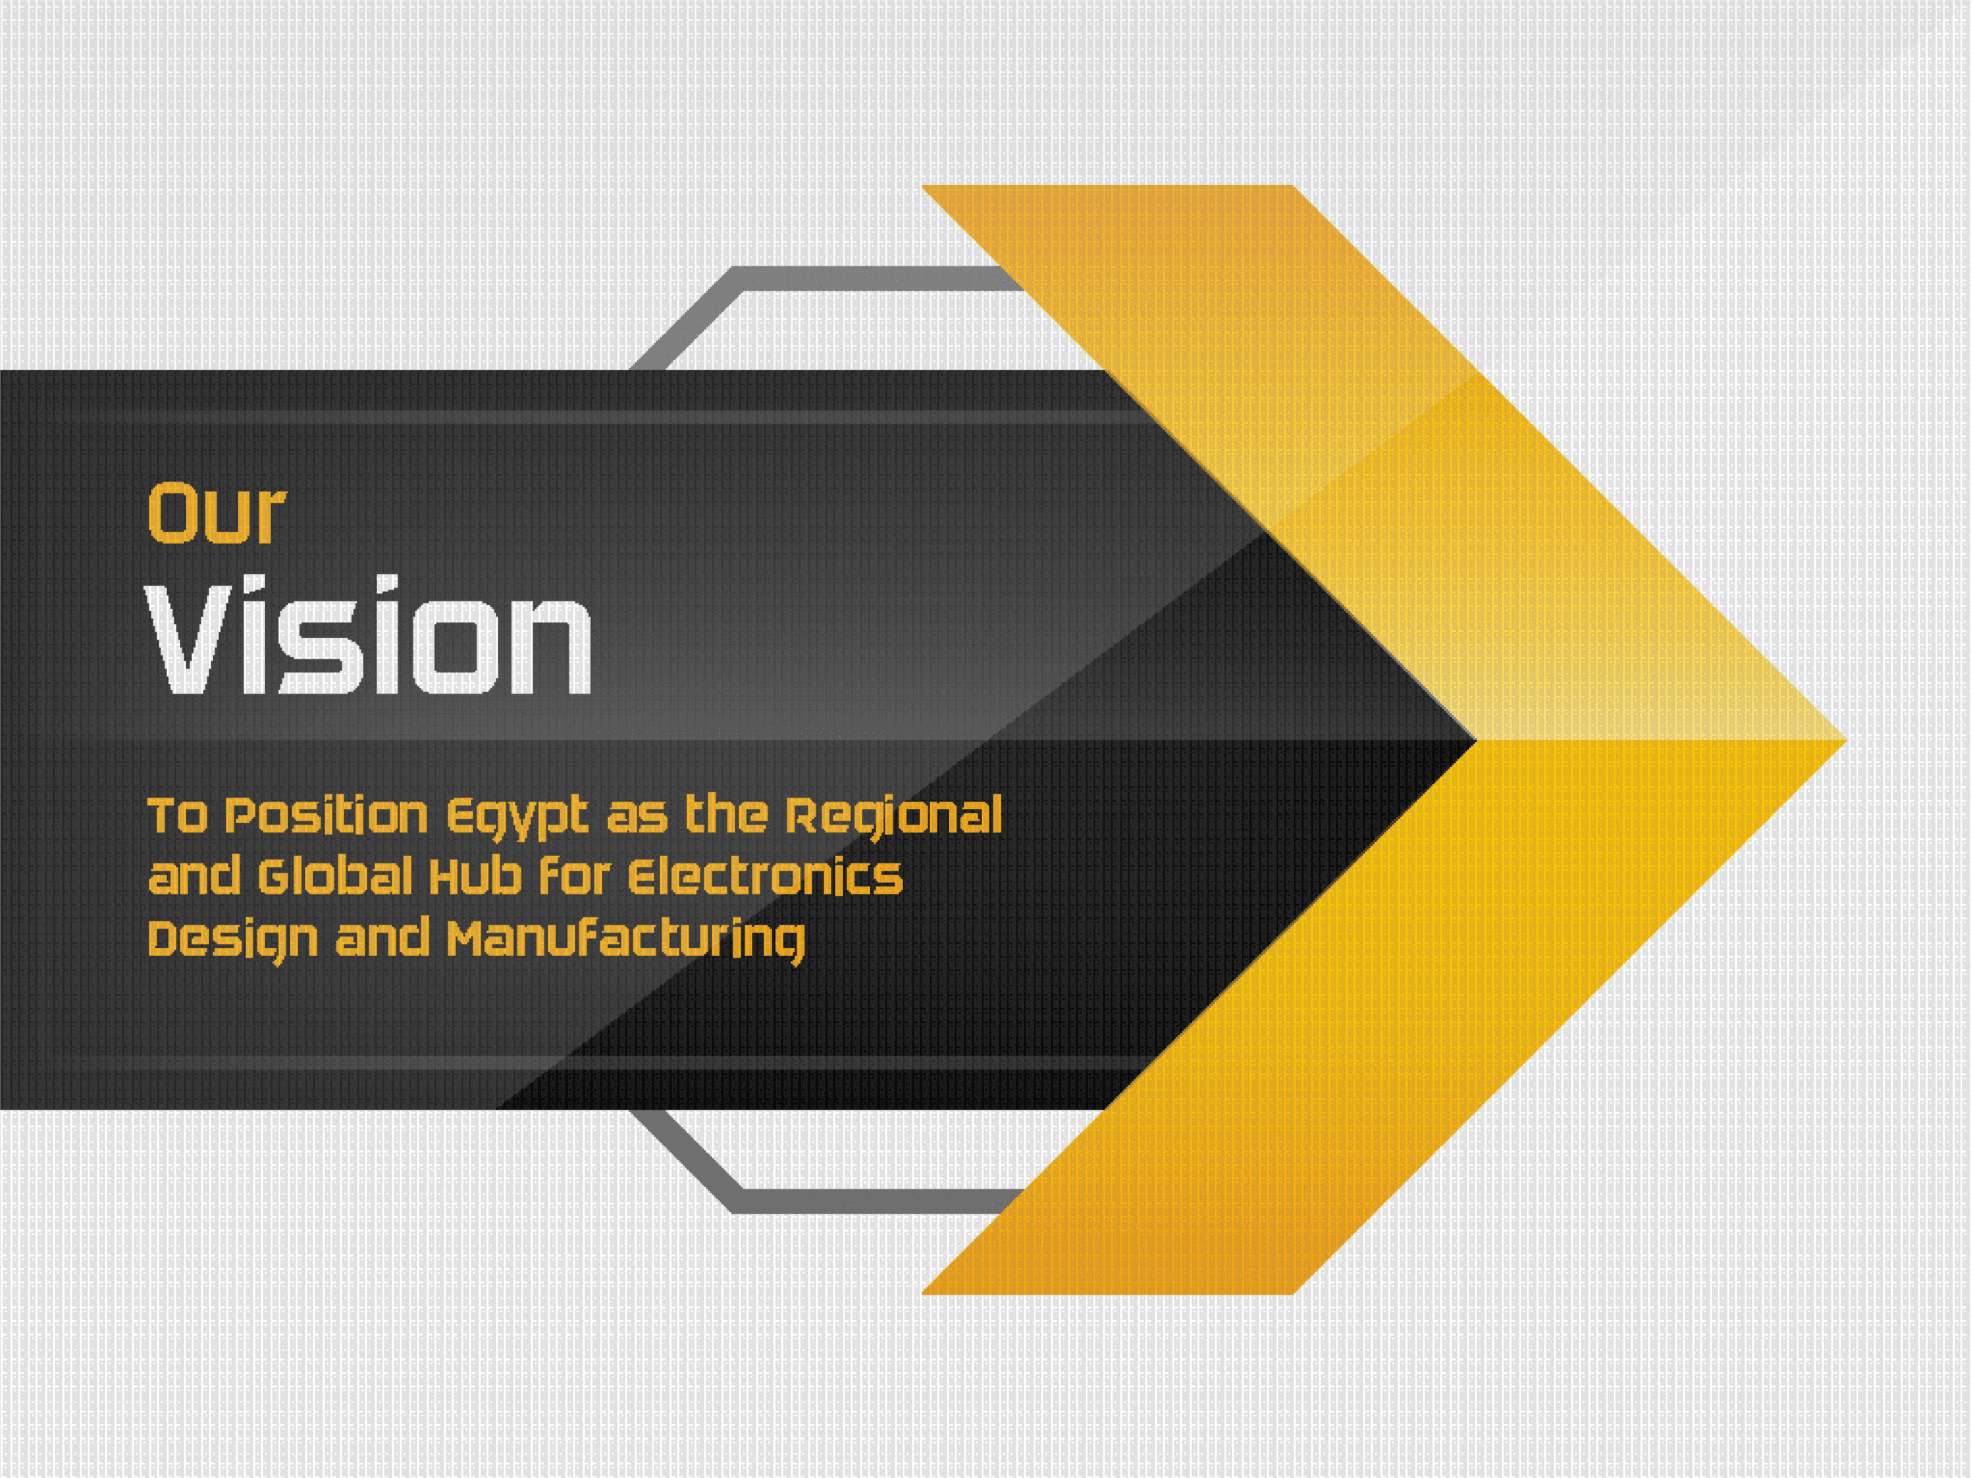 Our
Vision
To Position Egypt as the Regional
and Global Hub for Electronics
Design and Manufacturing